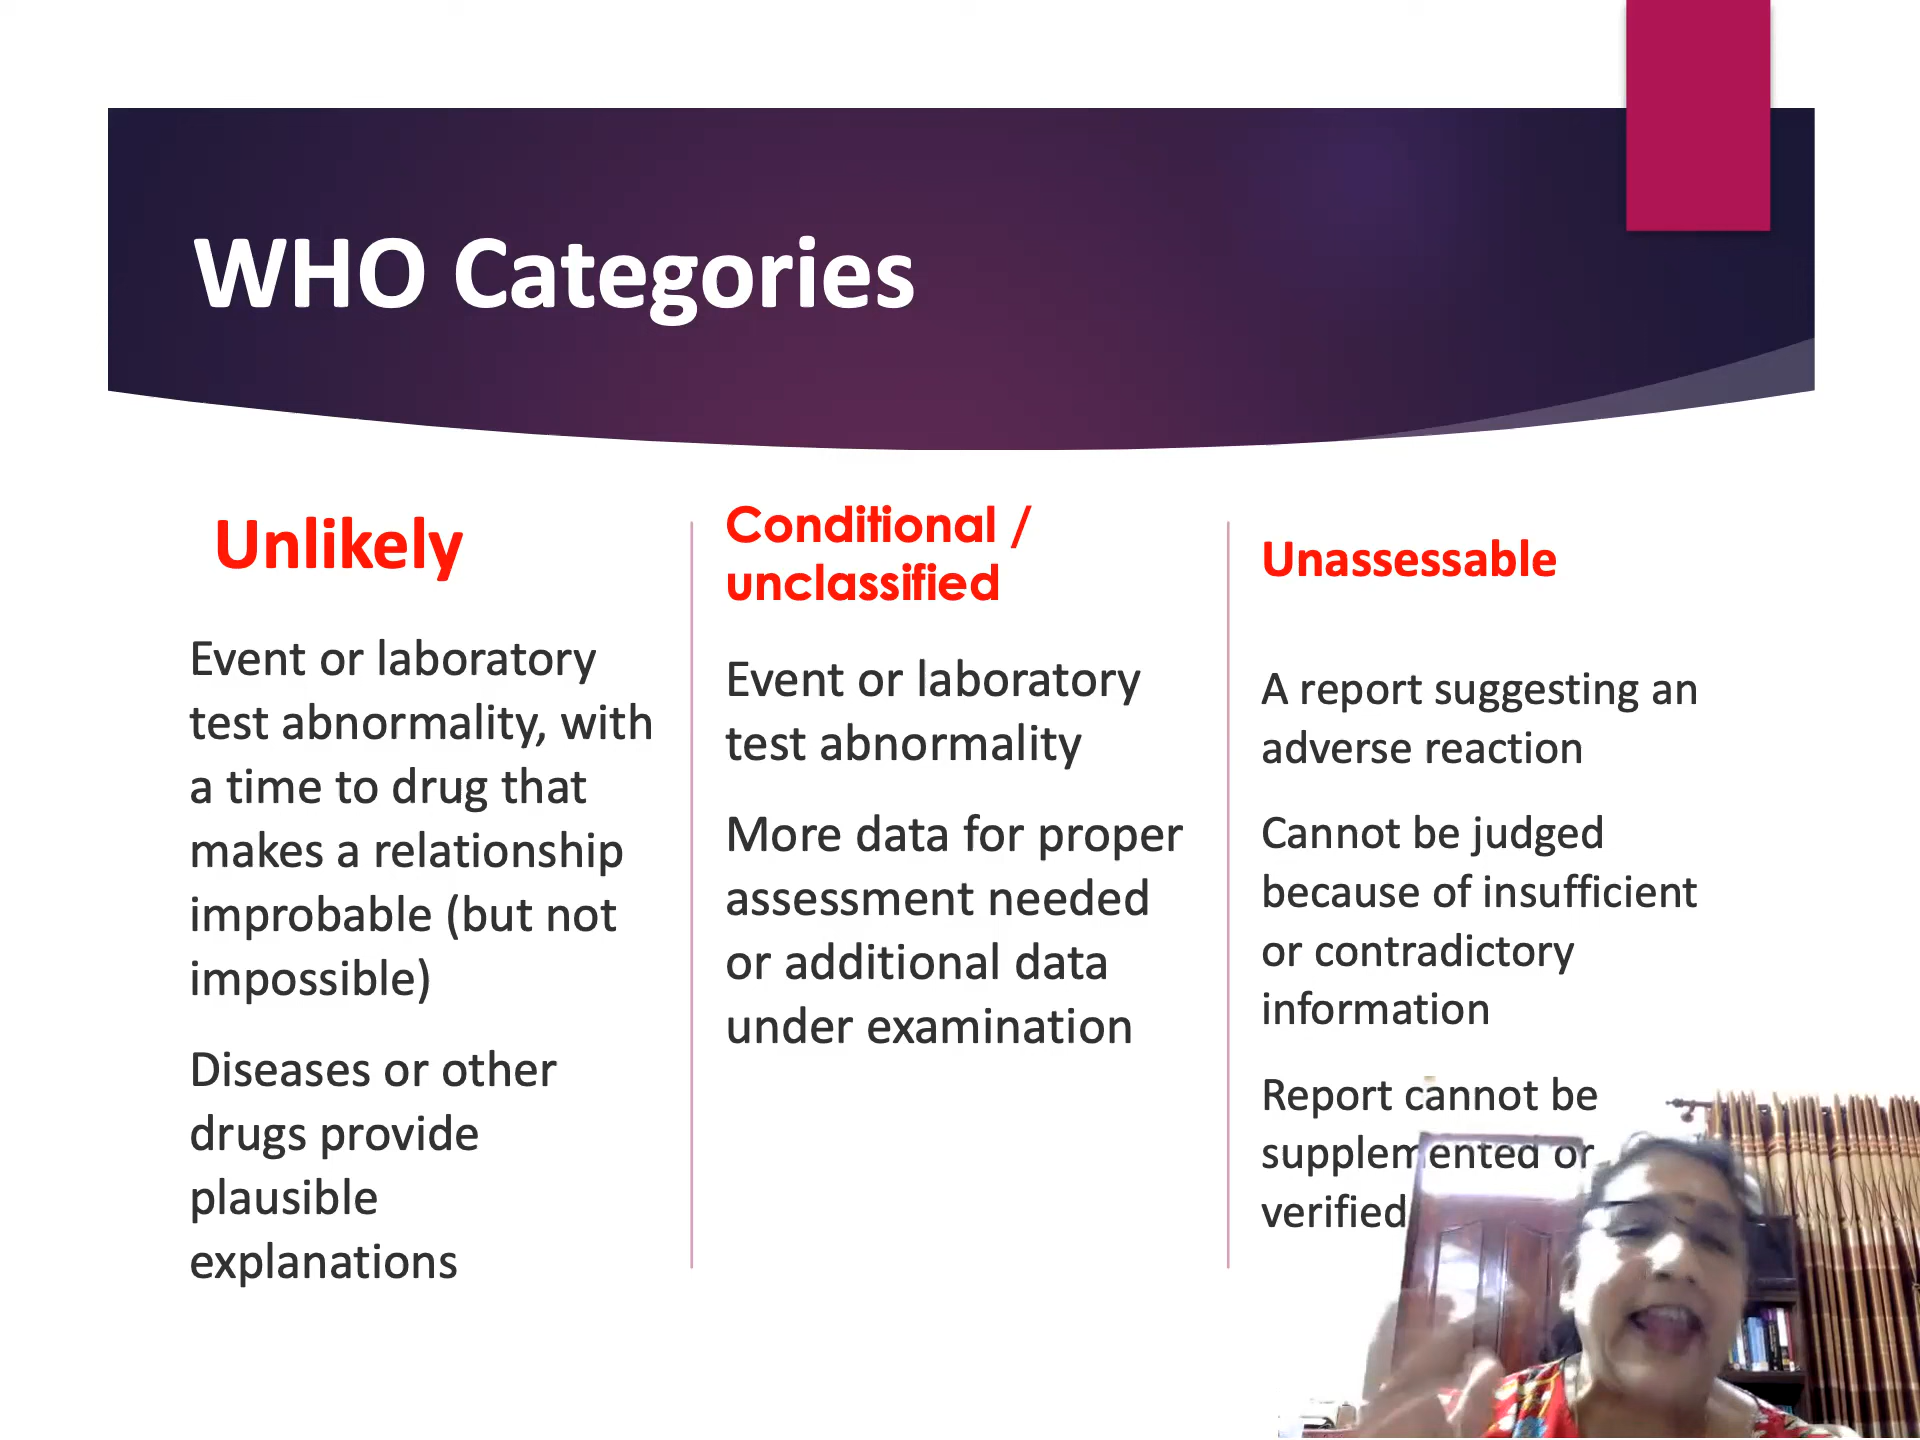 WHO Categories
Unlikely
Event or laboratory
test abnormality, with
a time to drug that
makes a relationship
improbable (but not
impossible)
Diseases or other
drugs provide
plausible
explanations
Conditional /
unclassified
Event or laboratory
test abnormality
More data for proper
assessment needed
or additional data
under examination
Unassessable
A report suggesting an
adverse reaction
Cannot be judged
because of insufficient
or contradictory
information
Report cannot be
supplemented or
verified